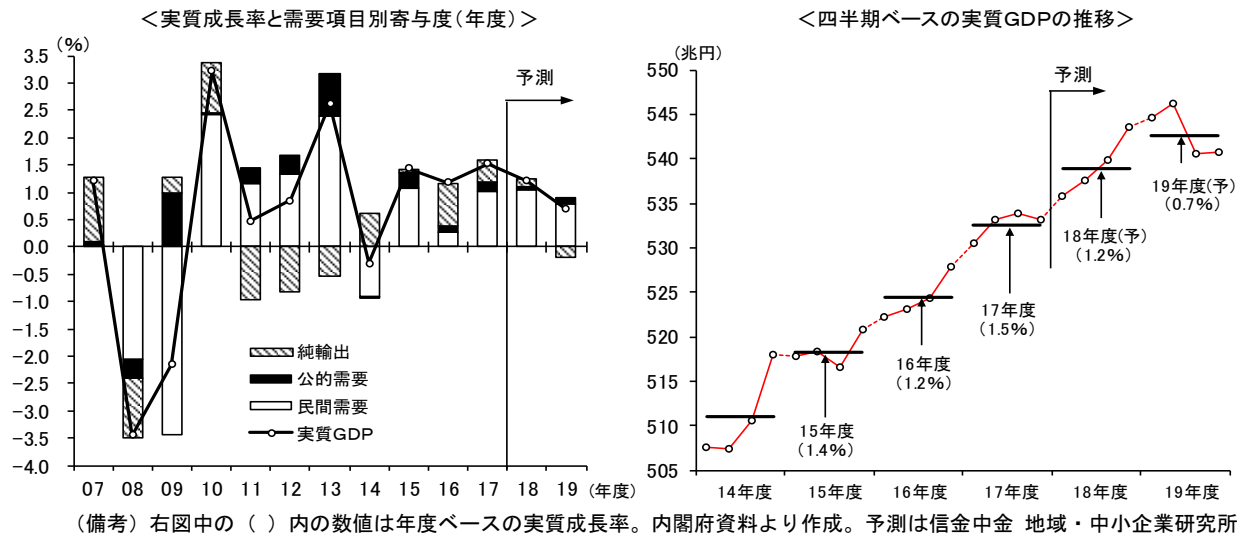 ＜実質成長率と需要項目別寄与度（年度）＞
（％）
3.5
3.0
2.5
2.0
1.5
1.0
0.5
0.0
−0.5
−1.0
−1.5
−2.0
−2.5
−3.0
−3.5
−4.0
予測
純輸出
公的需要
民間需要
実質GDP
07 08 09 10 11 12 13 14 15 16 17 18 19 （年度）
＜四半期ベースの実質GDPの推移＞
（兆円）
550
545
540
535
530
525
520
515
510
505
予測
15年度
（1.4％）
16年度
（1.2％）
17年度
（1.5％）
18年度(予)
（1.2％）
19年度(予)
（0.7％）
14年度 15年度 16年度 17年度 18年度 19年度
（備考）右図中の（ ）内の数値は年度ベースの実質成長率。内閣府資料より作成。予測は信金中金 地域・中小企業研究所